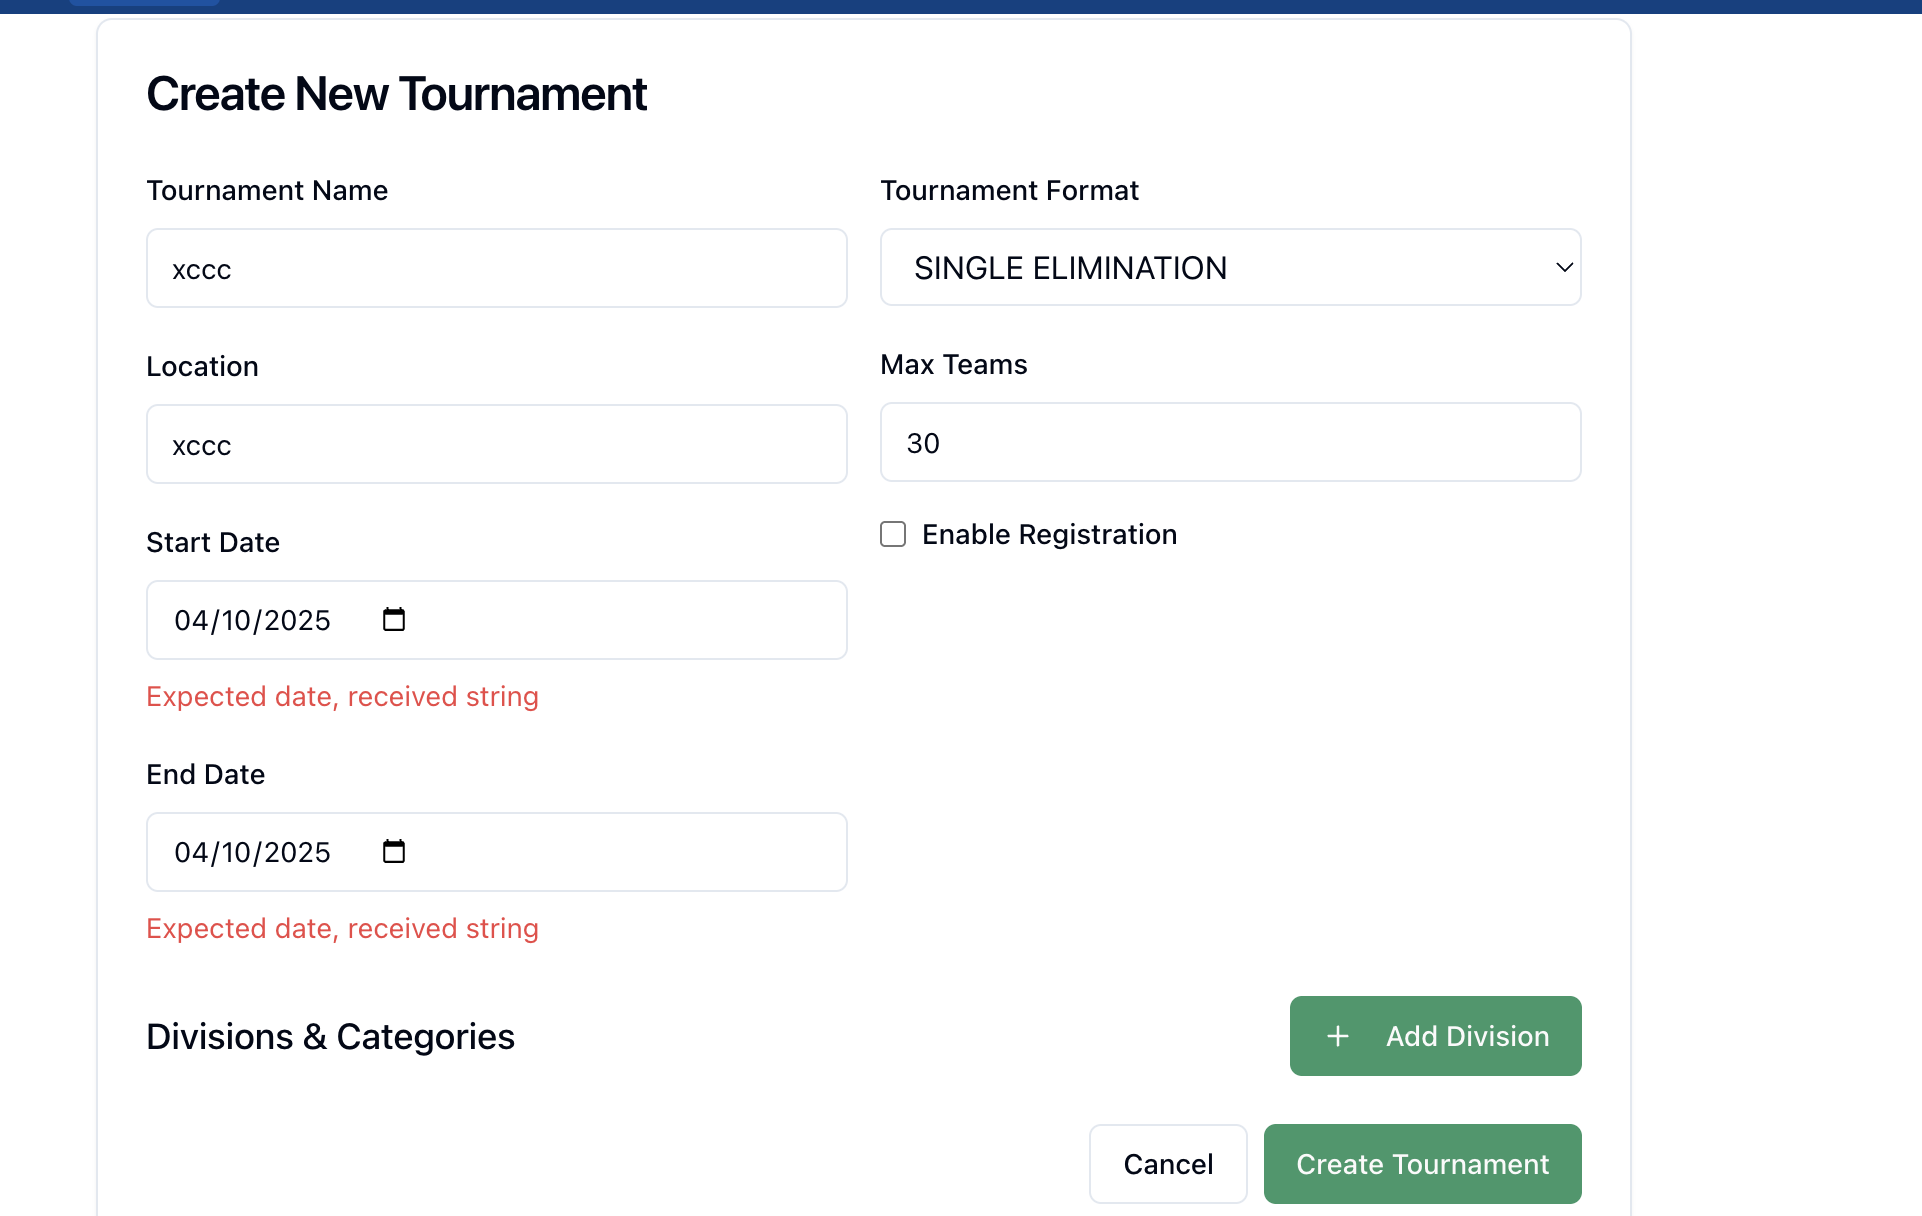 Create New Tournament
Tournament Name
xccc
Location
xccc
Start Date
04/10/2025
Expected date, received string
End Date
04/10/2025
Expected date, received string
Tournament Format
SINGLE ELIMINATION
Max Teams
30
Enable Registration
Divisions & Categories
+ Add Division
Cancel
Create Tournament